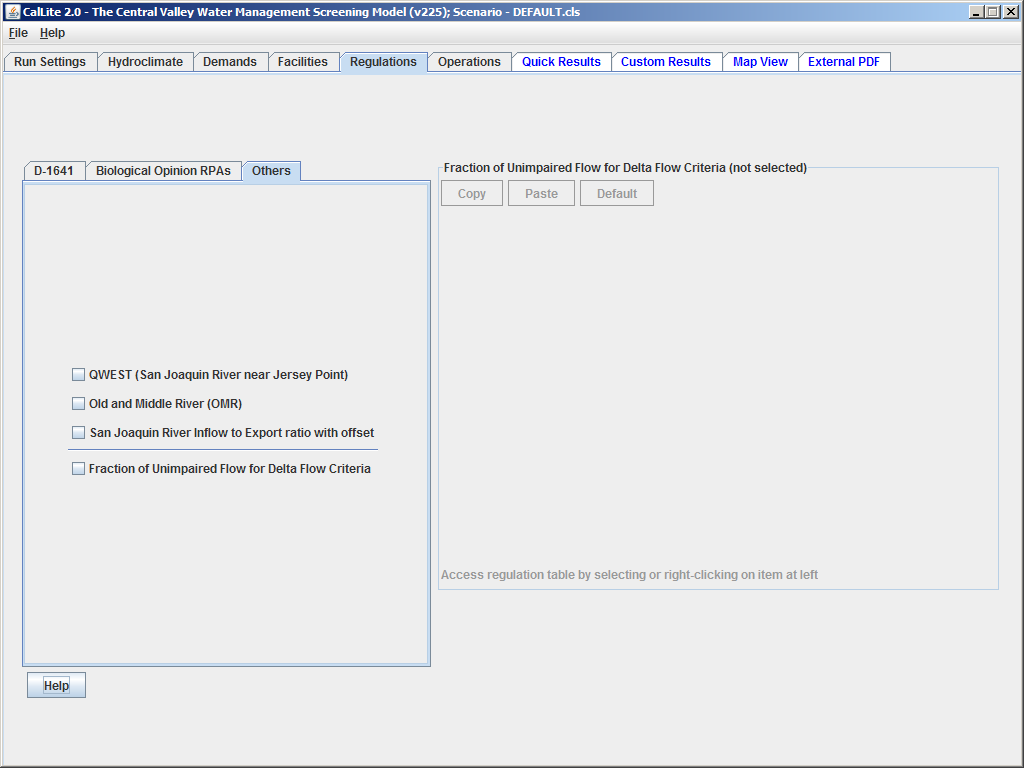 CalLite 2.0 - The Central Valley Water Management Screening Model (v225); Scenario - DEFAULT.cls
File Help
Run Settings Hydroclimate Demands Facilities Regulations Operations Quick Results Custom Results Map View External PDF
D-1641 Biological Opinion RPAs Others
Fraction of Unimpaired Flow for Delta Flow Criteria (not selected)
Copy Paste Default
QWEST (San Joaquin River near Jersey Point)
Old and Middle River (OMR)
San Joaquin River Inflow to Export ratio with offset
Fraction of Unimpaired Flow for Delta Flow Criteria
Access regulation table by selecting or right-clicking on item at left
Help